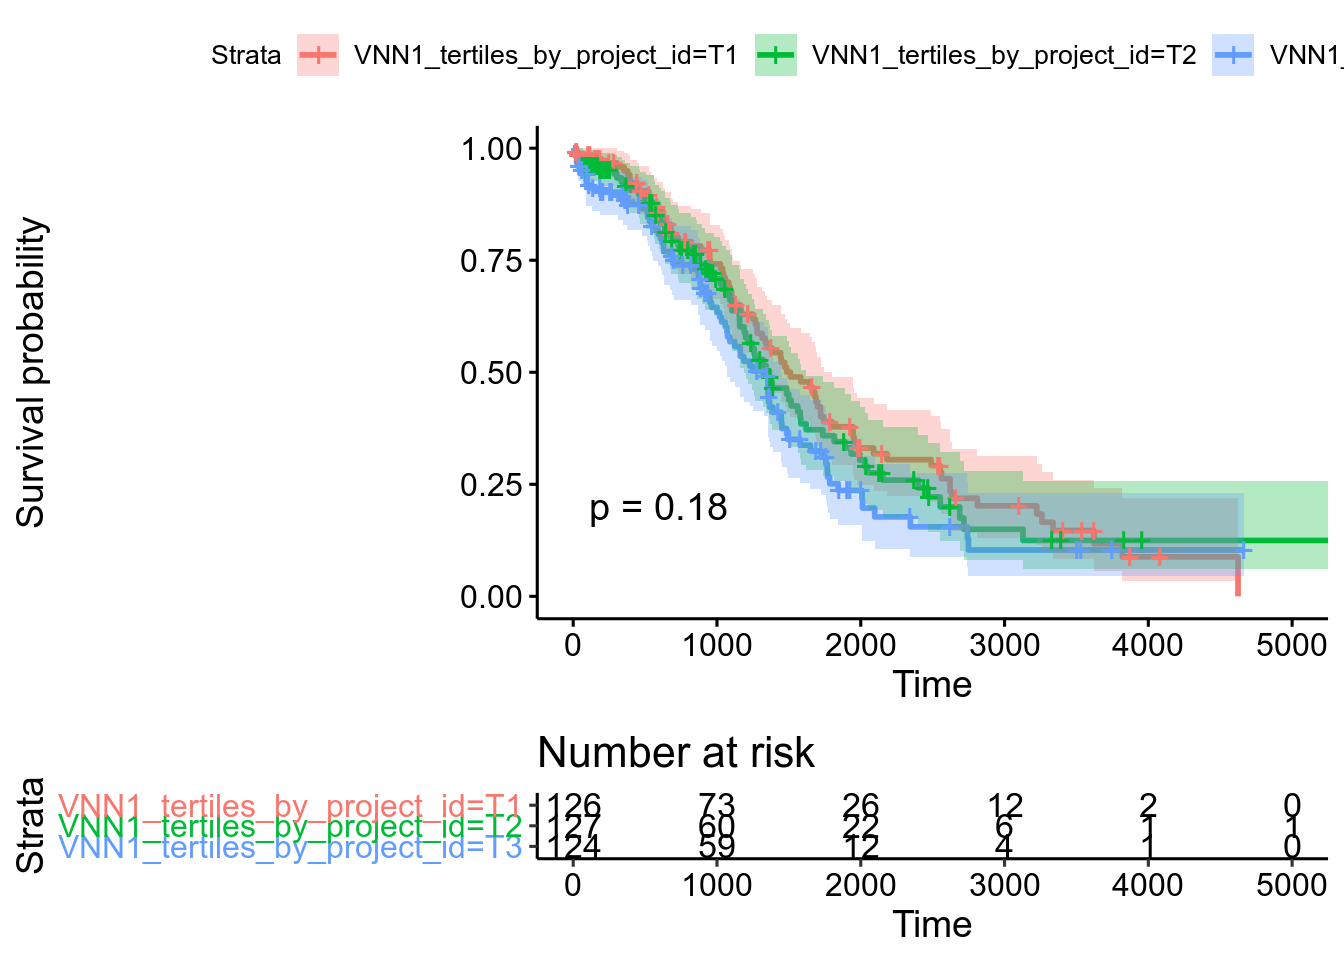 Strata VNN1_tertiles_by_project_id=T1 VNN1_tertiles_by_project_id=T2 VNN1_
Survival probability
1.00
0.75
0.50
0.25
0.00
p = 0.18
0 1000 2000 3000 4000 5000
Time
Number at risk
Strata
VNN1_tertiles_by_project_id=T1 126 73 26 12 2 0
VNN1_tertiles_by_project_id=T2 127 60 22 6 1 1
VNN1_tertiles_by_project_id=T3 124 59 12 4 1 0
0 1000 2000 3000 4000 5000
Time